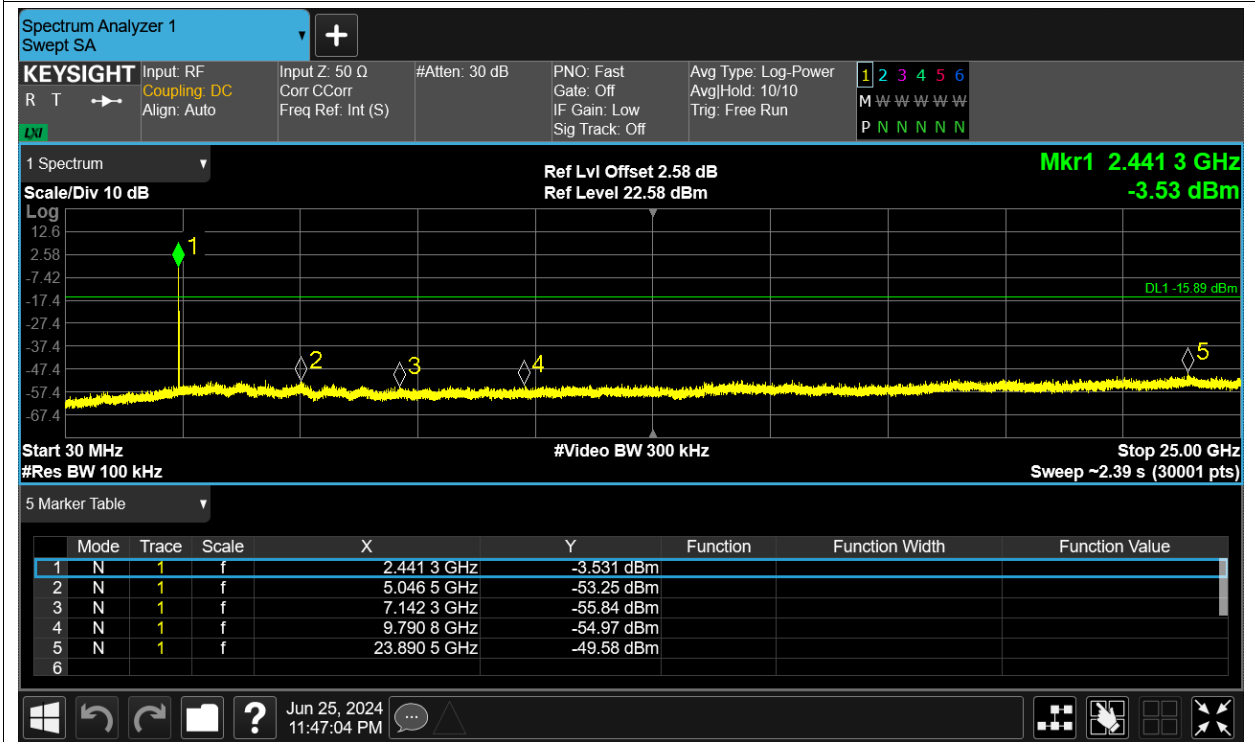 Spectrum Analyzer 1
Swept SA
KEYSIGHT
R T
LXI
Input: RF
Coupling: DC
Align: Auto
Input Z: 50 Ω
Corr CCorr
Freq Ref: Int (S)
#Atten: 30 dB
PNO: Fast
Gate: Off
IF Gain: Low
Sig Track: Off
Avg Type: Log-Power
Avg|Hold: 10/10
Trig: Free Run
1 2 3 4 5 6
M W W W W W
P N N N N N
1 Spectrum
Scale/Div 10 dB
Ref Lvl Offset 2.58 dB
Ref Level 22.58 dBm
Mkr1 2.441 3 GHz
-3.53 dBm
Log
12.6
2.58
-7.42
-17.4
-27.4
-37.4
-47.4
-57.4
-67.4
1
2
3
4
5
DL1 -15.89 dBm
Start 30 MHz
#Res BW 100 kHz
#Video BW 300 kHz
Stop 25.00 GHz
Sweep ~2.39 s (30001 pts)
5 Marker Table
Mode Trace Scale X Y Function Function Width Function Value
1 N 1 f 2.441 3 GHz -3.531 dBm
2 N 1 f 5.046 5 GHz -53.25 dBm
3 N 1 f 7.142 3 GHz -55.84 dBm
4 N 1 f 9.790 8 GHz -54.97 dBm
5 N 1 f 23.890 5 GHz -49.58 dBm
6
?
Jun 25, 2024
11:47:04 PM